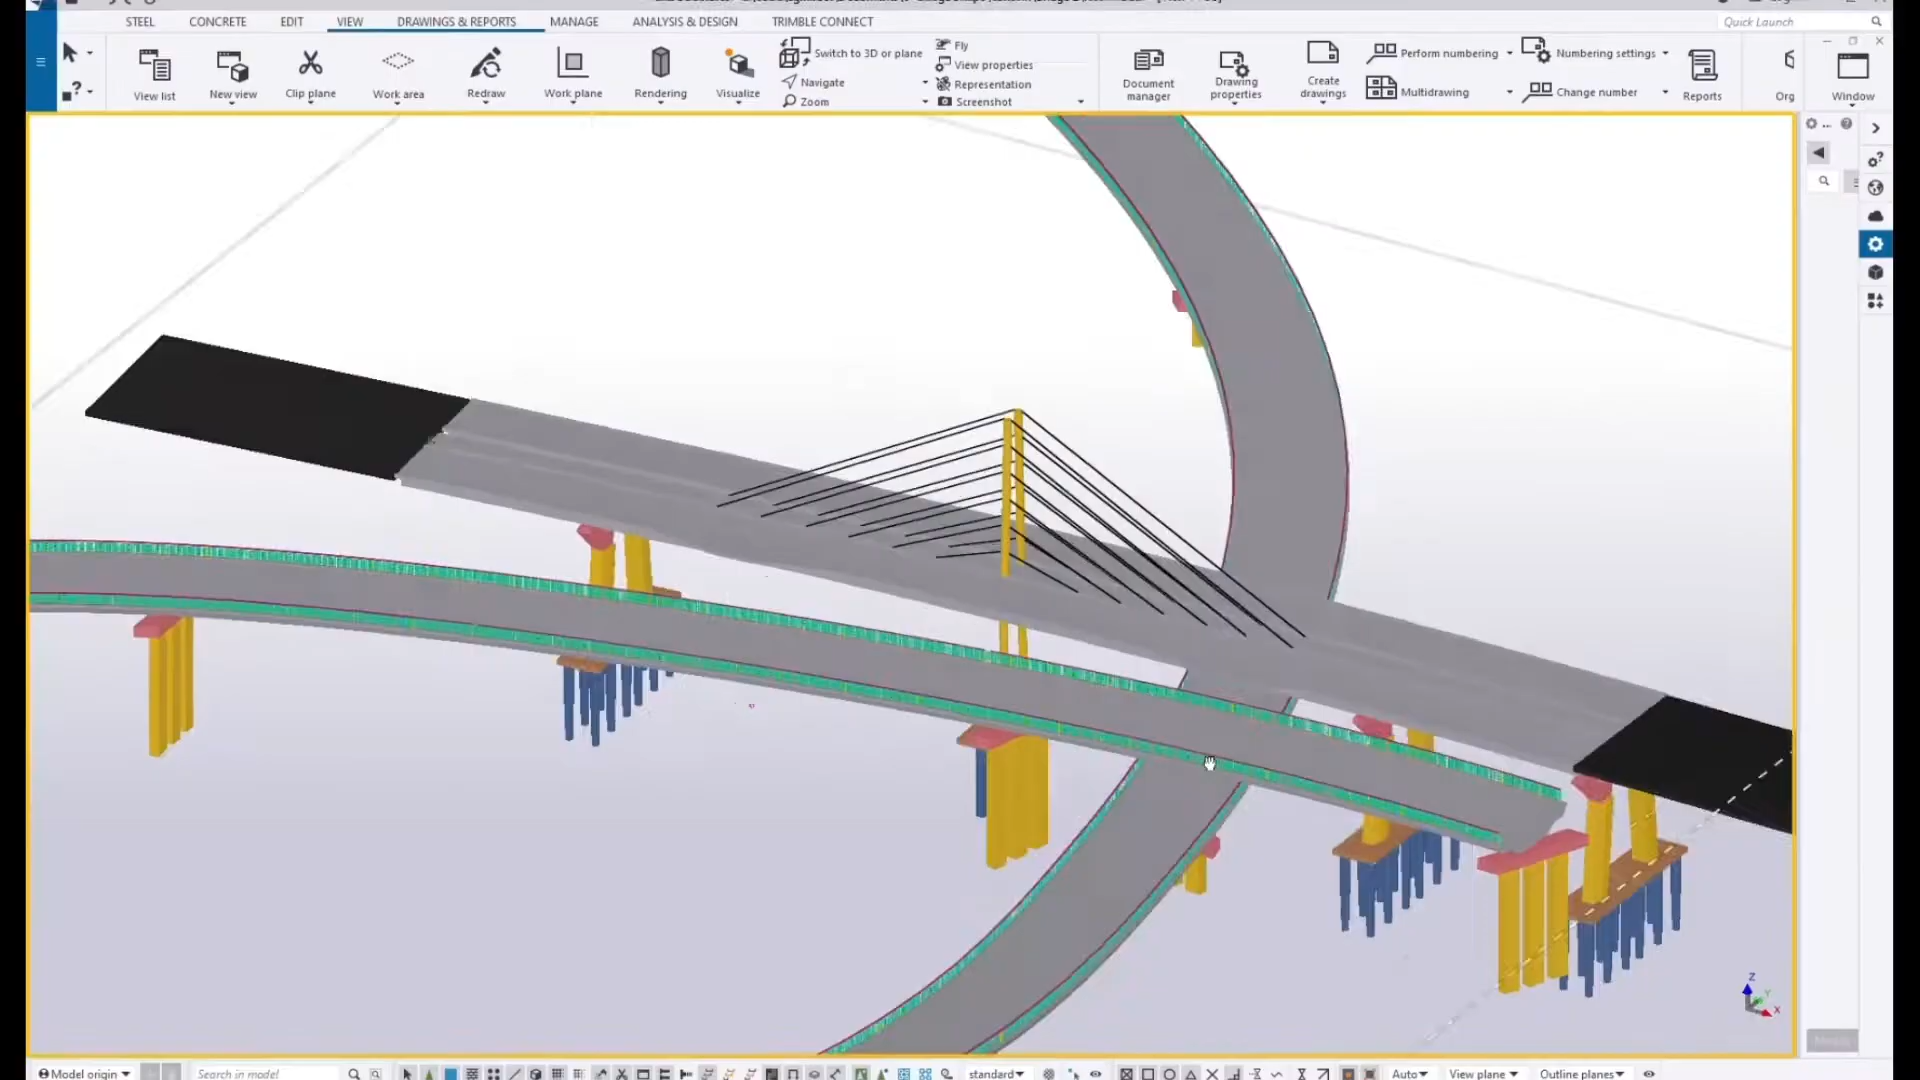 STEEL CONCRETE EDIT VIEW DRAWINGS & REPORTS MANAGE ANALYSIS & DESIGN TRIMBLE CONNECT Quick Launch
View list
New view
Clip plane
Work area
Redraw
Work plane
Rendering
Visualize
Switch to 3D or plane
Navigate
Zoom
Fly
View properties
Representation
Screenshot
Document
manager
Drawing
properties
Create
drawings
Perform numbering
Multidrawing
Numbering settings
Change number
Reports
Org
Window
Z
Y
X
Model origin Search in model standard Auto View plane Outline planes